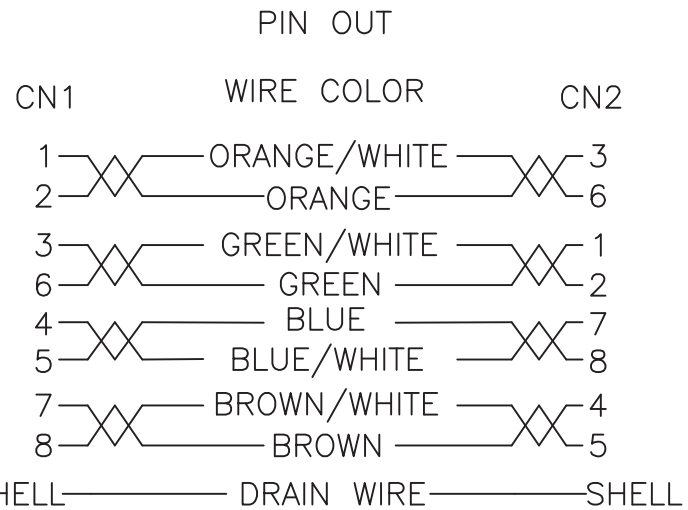 PIN OUT
CN1 WIRE COLOR CN2
1 ORANGE/WHITE 3
2 ORANGE 6
3 GREEN/WHITE 1
6 GREEN 2
4 BLUE 7
5 BLUE/WHITE 8
7 BROWN/WHITE 4
8 BROWN 5
HELL DRAIN WIRE SHELL